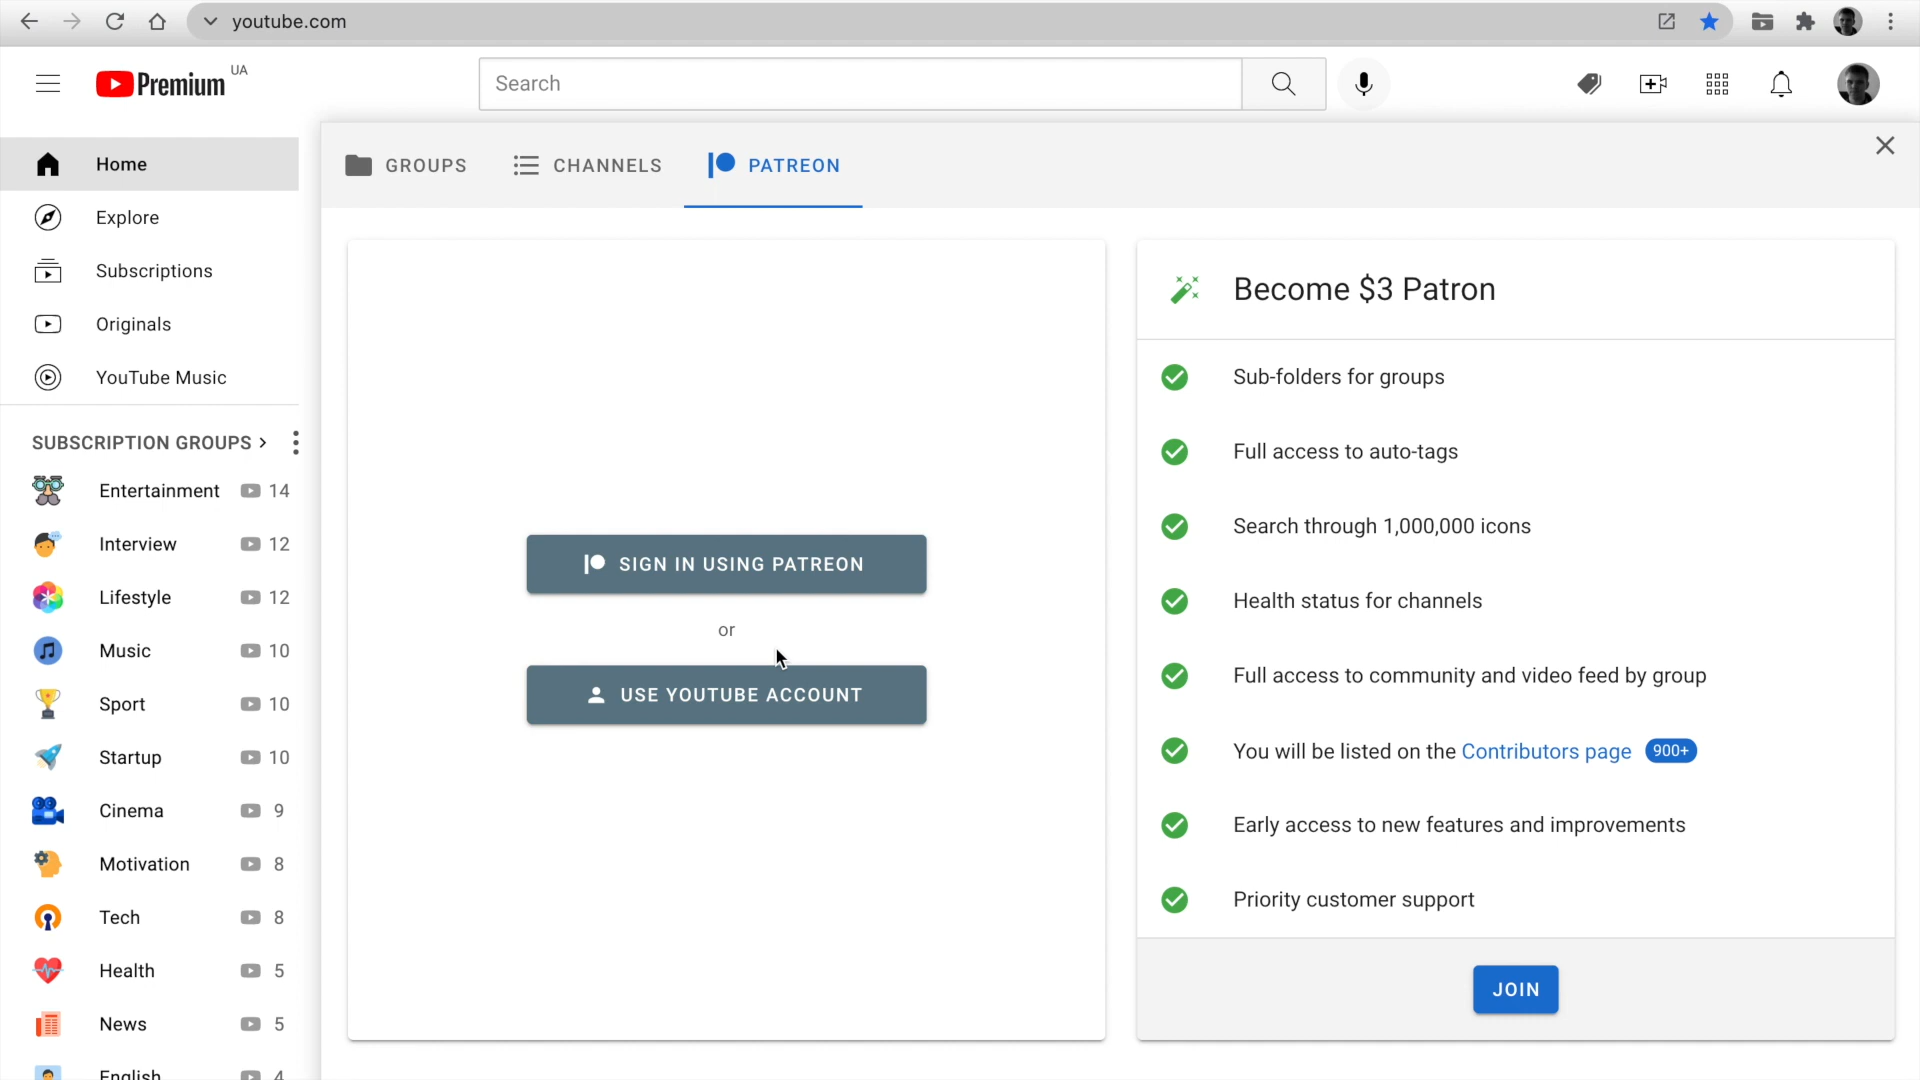 youtube.com
Premium UA
Search
Home
Explore
Subscriptions
Originals
YouTube Music
SUBSCRIPTION GROUPS
Entertainment 14
Interview 12
Lifestyle 12
Music 10
Sport 10
Startup 10
Cinema 9
Motivation 8
Tech 8
Health 5
News 5
English 4
GROUPS
CHANNELS
PATREON
SIGN IN USING PATREON
or
USE YOUTUBE ACCOUNT
Become $3 Patron
Sub-folders for groups
Full access to auto-tags
Search through 1,000,000 icons
Health status for channels
Full access to community and video feed by group
You will be listed on the Contributors page 900+
Early access to new features and improvements
Priority customer support
JOIN